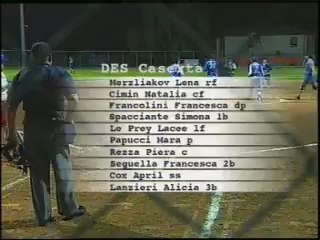 DES Caserta
Merzliakov Lena rf
Cimin Natalia cf
Francolini Francesca dp
Spacciante Simona 1b
Le Prey Lacee lf
Papucci Mara p
Rezza Piera c
Seguella Francesca 2b
Cox April ss
Lanzieri Alicia 3b